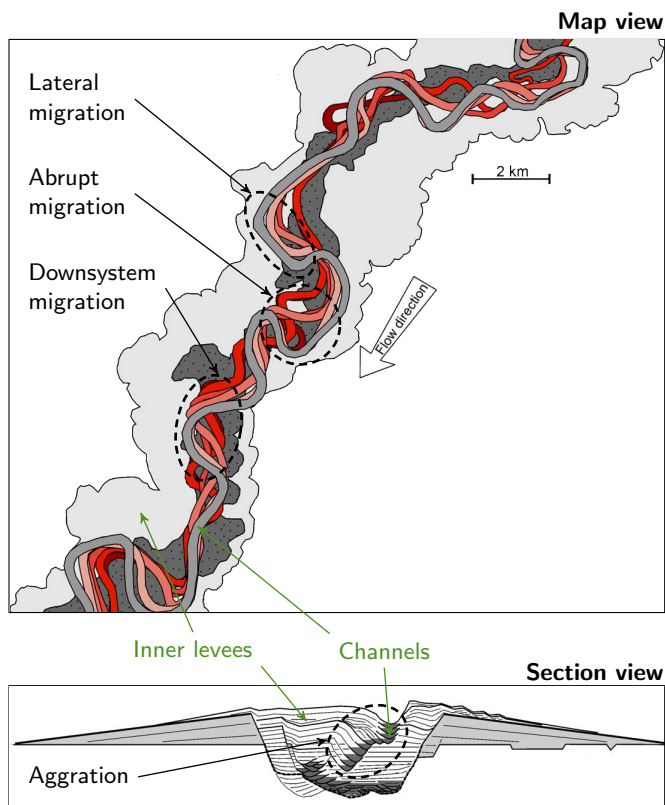 Map view
Lateral
migration
Abrupt
migration
2 km
Downsystem
migration
Flow direction
Inner levees
Channels
Section view
Aggration